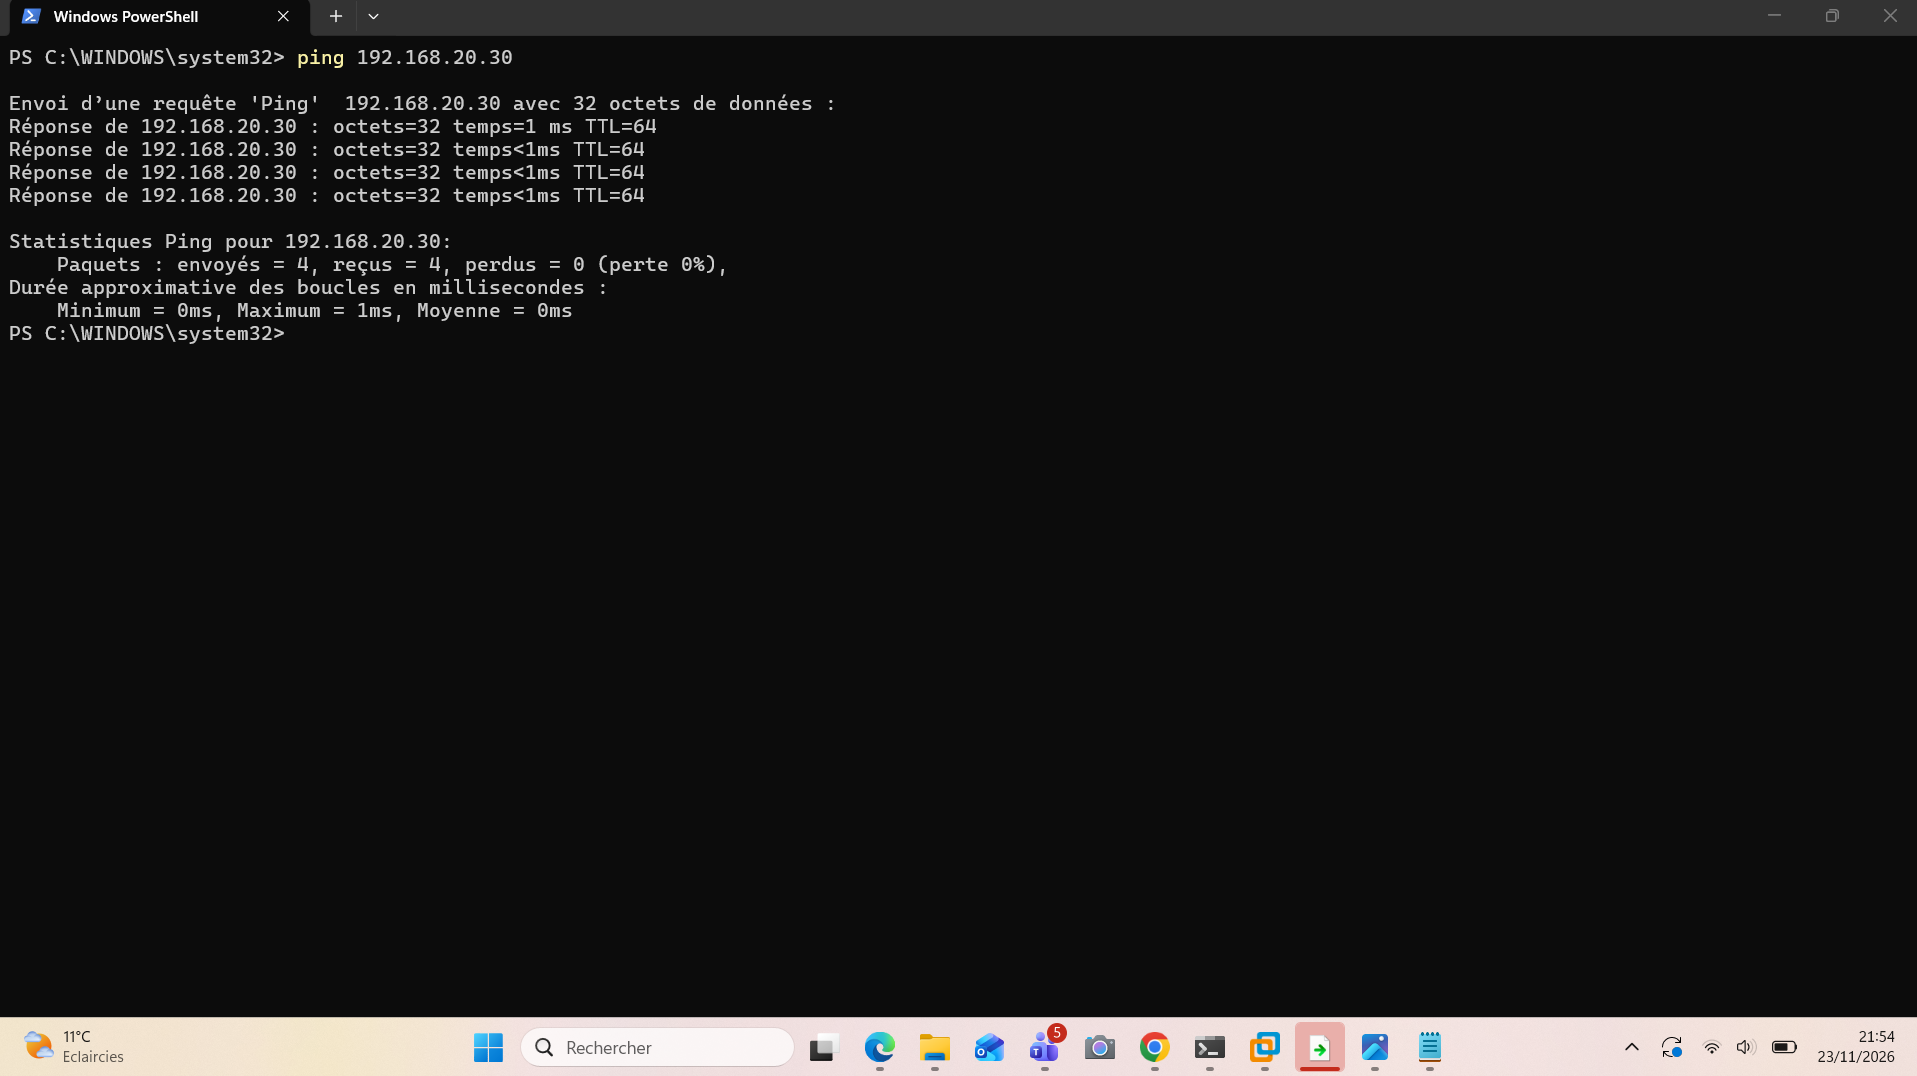 Windows PowerShell
PS C:\WINDOWS\system32> ping 192.168.20.30
Envoi d’une requête 'Ping'  192.168.20.30 avec 32 octets de données :
Réponse de 192.168.20.30 : octets=32 temps=1 ms TTL=64
Réponse de 192.168.20.30 : octets=32 temps<1ms TTL=64
Réponse de 192.168.20.30 : octets=32 temps<1ms TTL=64
Réponse de 192.168.20.30 : octets=32 temps<1ms TTL=64
Statistiques Ping pour 192.168.20.30:
    Paquets : envoyés = 4, reçus = 4, perdus = 0 (perte 0%),
Durée approximative des boucles en millisecondes :
    Minimum = 0ms, Maximum = 1ms, Moyenne = 0ms
PS C:\WINDOWS\system32>
11°C
Eclaircies
Rechercher
5
21:54
23/11/2026